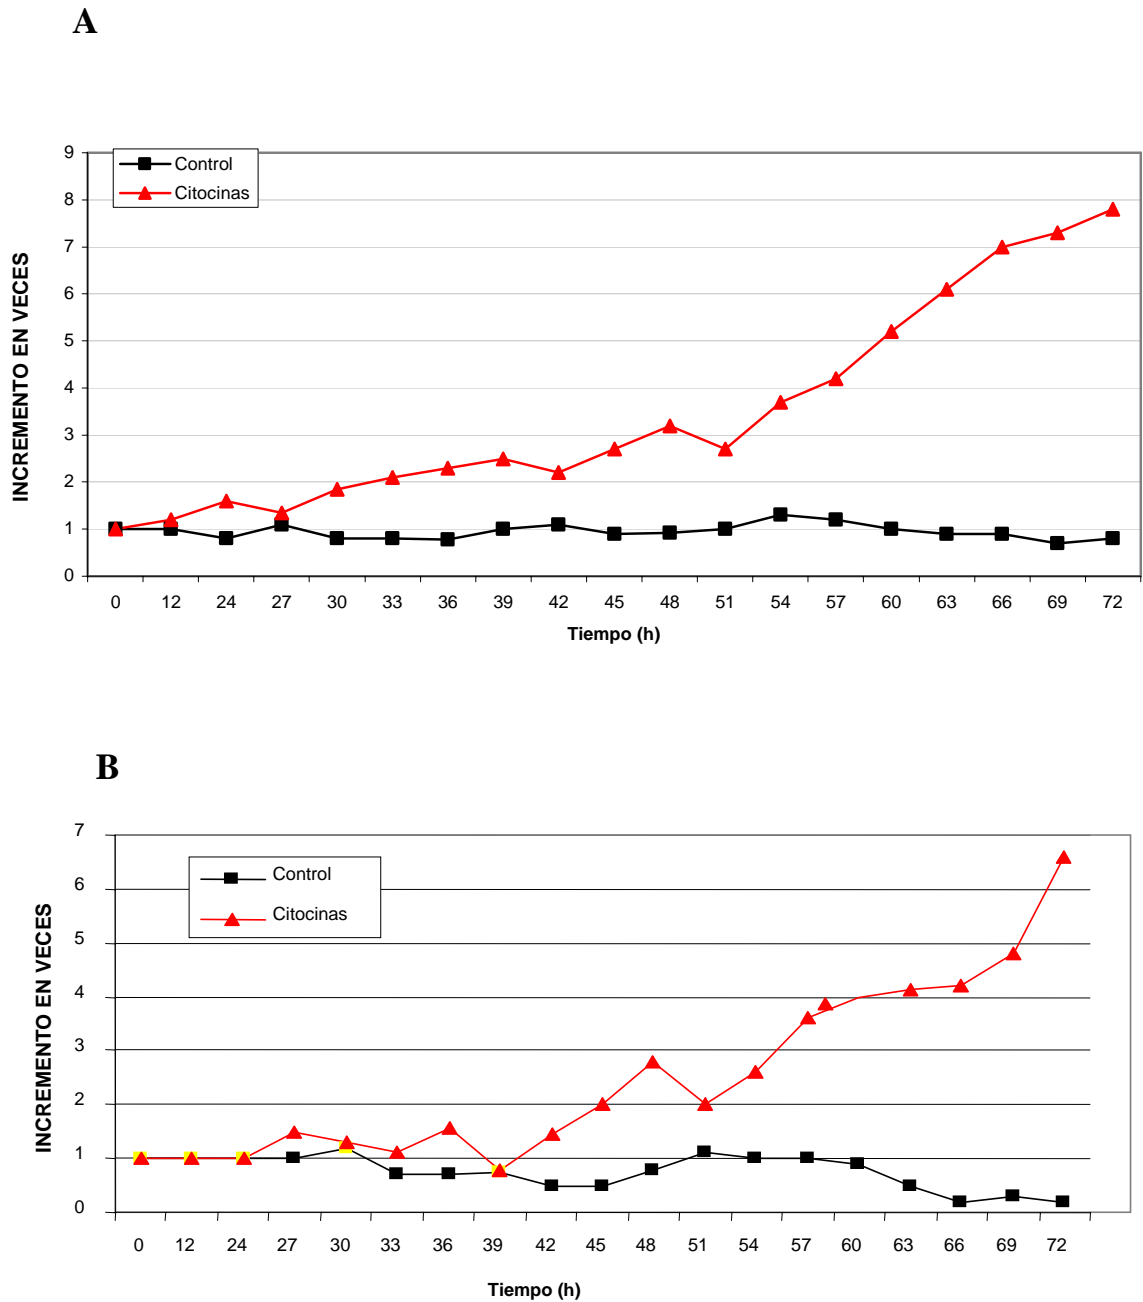 A
9
Control
Citocinas
8
7
6
5
4
3
2
1
0
INCREMENTO EN VECES
0 12 24 27 30 33 36 39 42 45 48 51 54 57 60 63 66 69 72
Tiempo (h)
B
7
Control
Citocinas
6
5
4
3
2
1
0
INCREMENTO EN VECES
0 12 24 27 30 33 36 39 42 45 48 51 54 57 60 63 66 69 72
Tiempo (h)